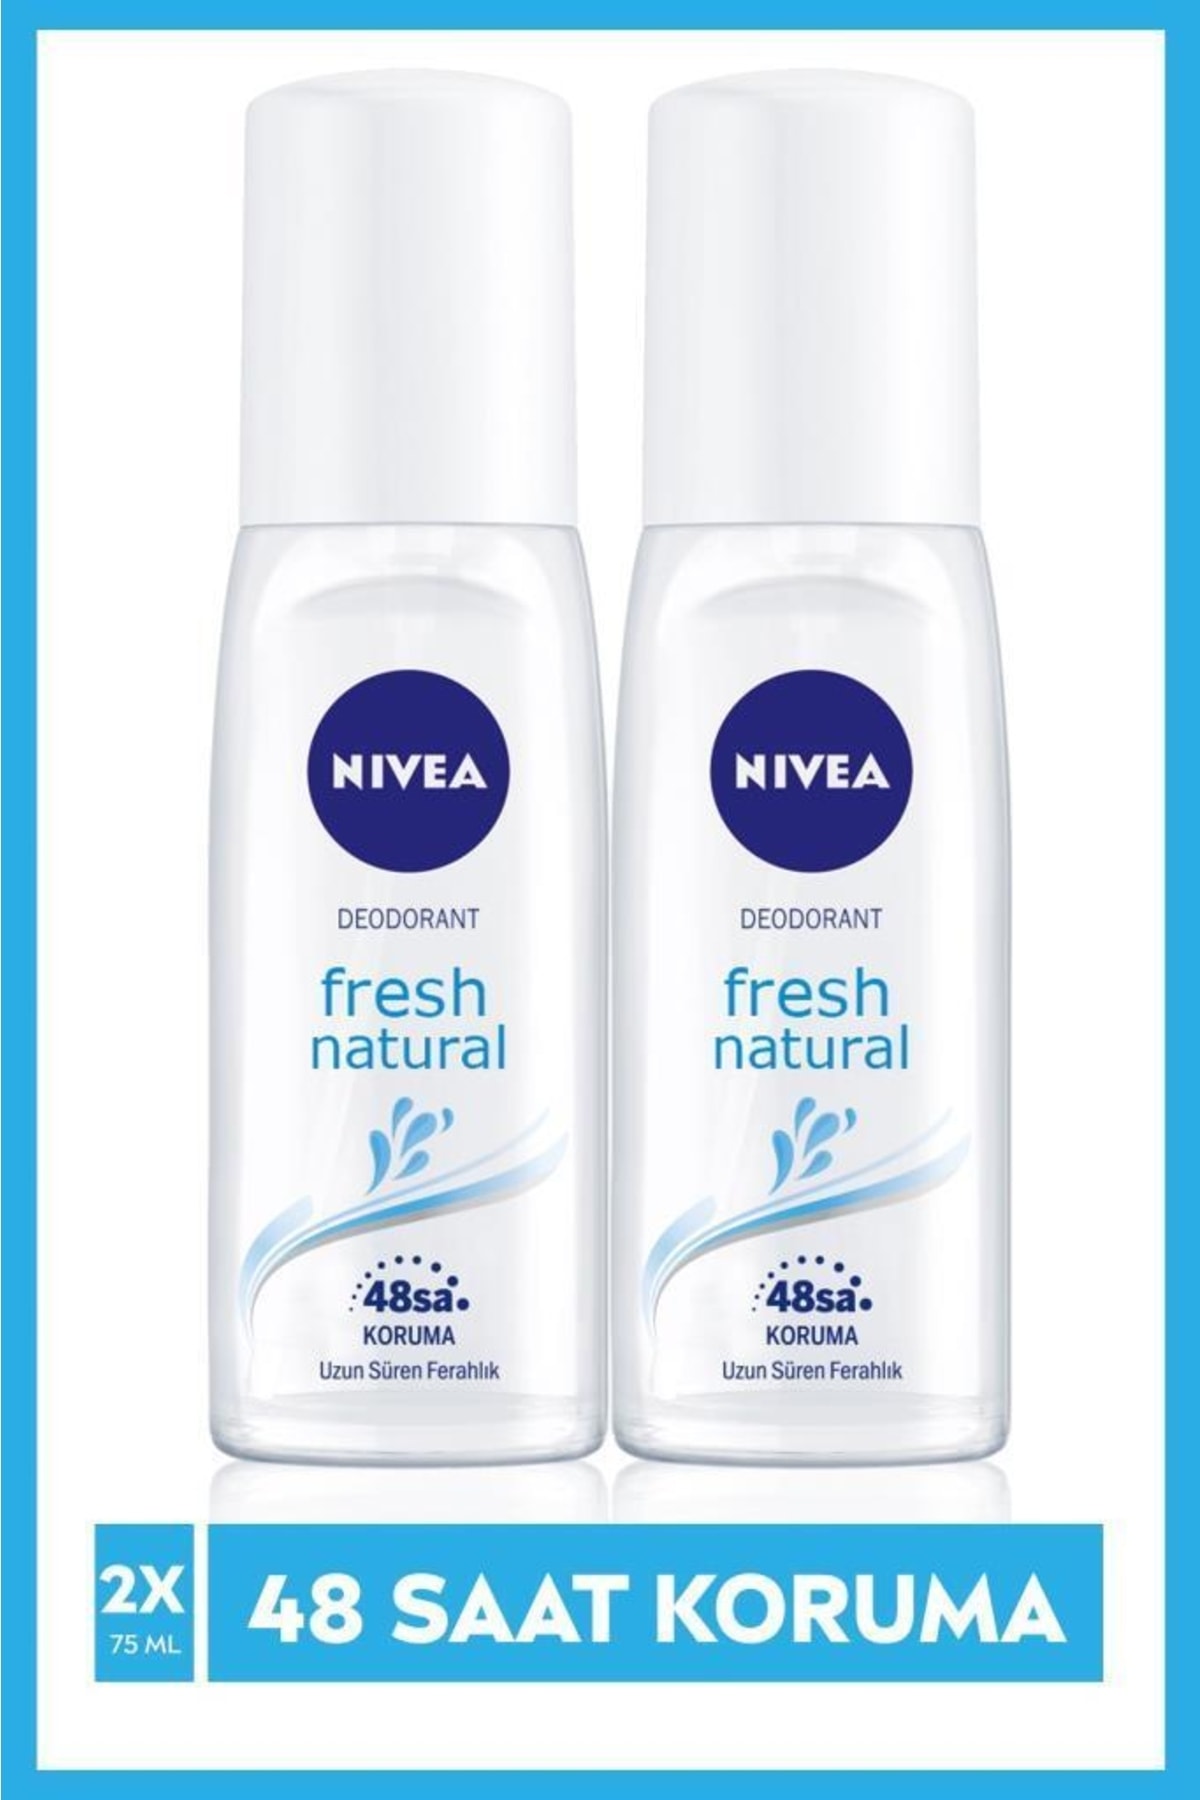 NIVEA
DEODORANT
fresh
natural
48sa
KORUMA
Uzun Süren Ferahlık
NIVEA
DEODORANT
fresh
natural
48sa
KORUMA
Uzun Süren Ferahlık
2X
75 ML
48 SAAT KORUMA